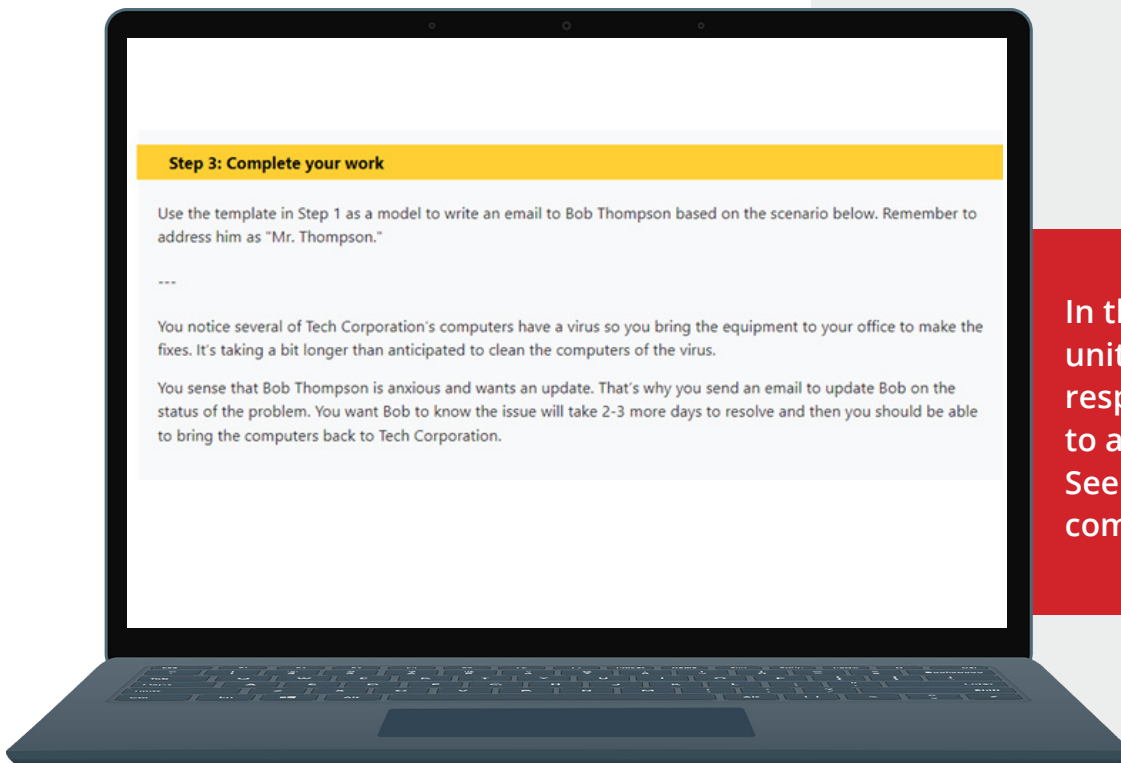 Step 3: Complete your work
Use the template in Step 1 as a model to write an email to Bob Thompson based on the scenario below. Remember to
address him as "Mr. Thompson."
---
You notice several of Tech Corporation's computers have a virus so you bring the equipment to your office to make the
fixes. It's taking a bit longer than anticipated to clean the computers of the virus.
You sense that Bob Thompson is anxious and wants an update. That's why you send an email to update Bob on the
status of the problem. You want Bob to know the issue will take 2-3 more days to resolve and then you should be able
to bring the computers back to Tech Corporation.
In
unit
to
See